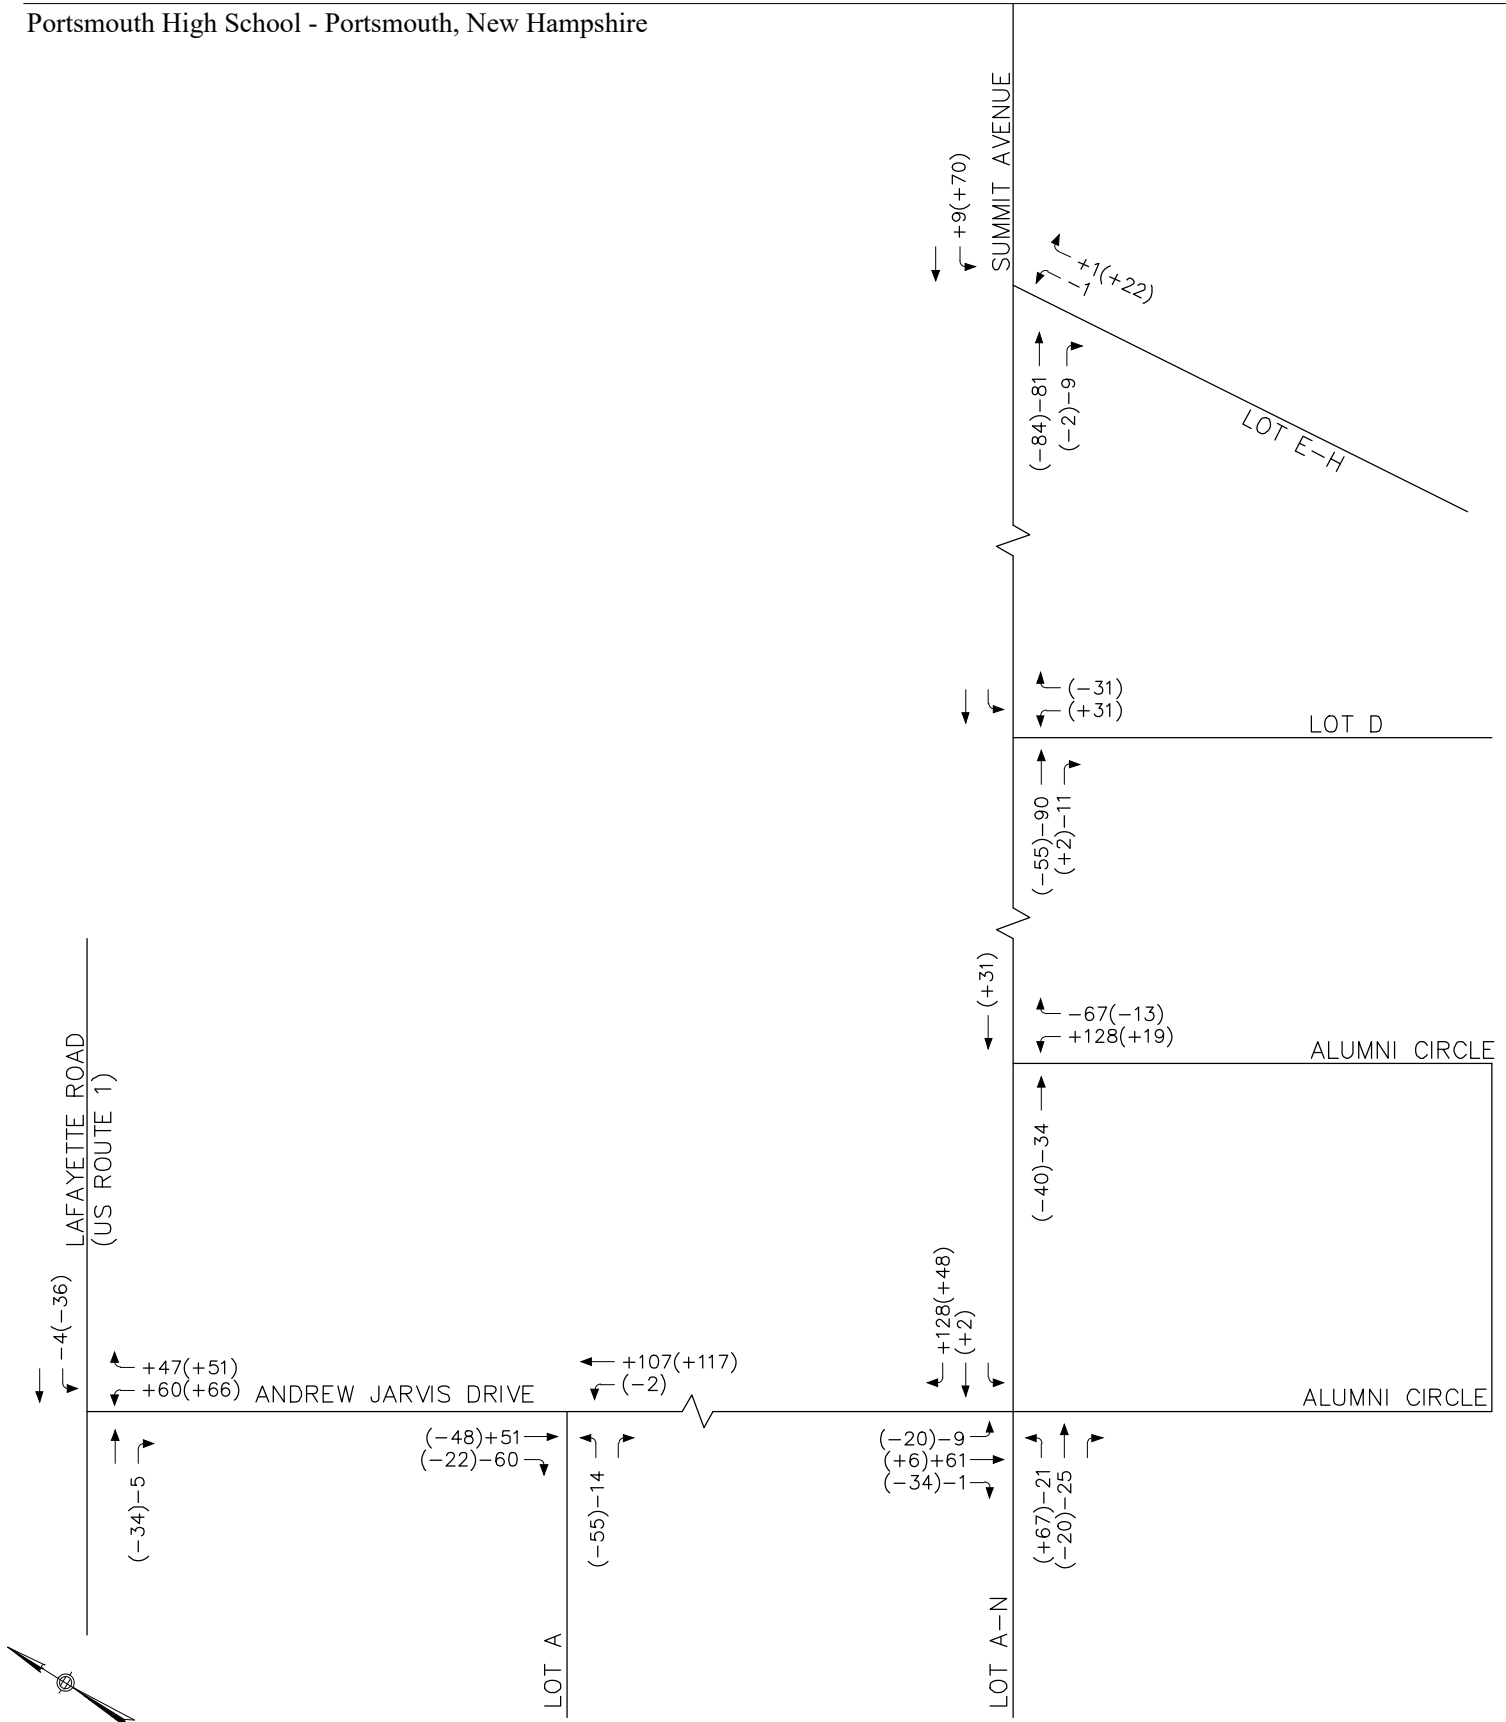 Portsmouth High School - Portsmouth, New Hampshire
SUMMIT AVENUE
+9(+70)
+1(+22)
-1
(-84)-81
(-2)-9
LOT E-H
(-31)
(+31)
LOT D
(-55)-90
(+2)-11
(+31)
-67(-13)
+128(+19)
ALUMNI CIRCLE
(-40)-34
LAFAYETTE ROAD
(US ROUTE 1)
-4(-36)
+47(+51)
+60(+66)
ANDREW JARVIS DRIVE
+107(+117)
(-2)
+128(+48)
(+2)
ALUMNI CIRCLE
(-34)-5
(-48)+51
(-22)-60
(-55)-14
(-20)-9
(+6)+61
(-34)-1
(+67)-21
(-20)-25
LOT A
LOT A-N